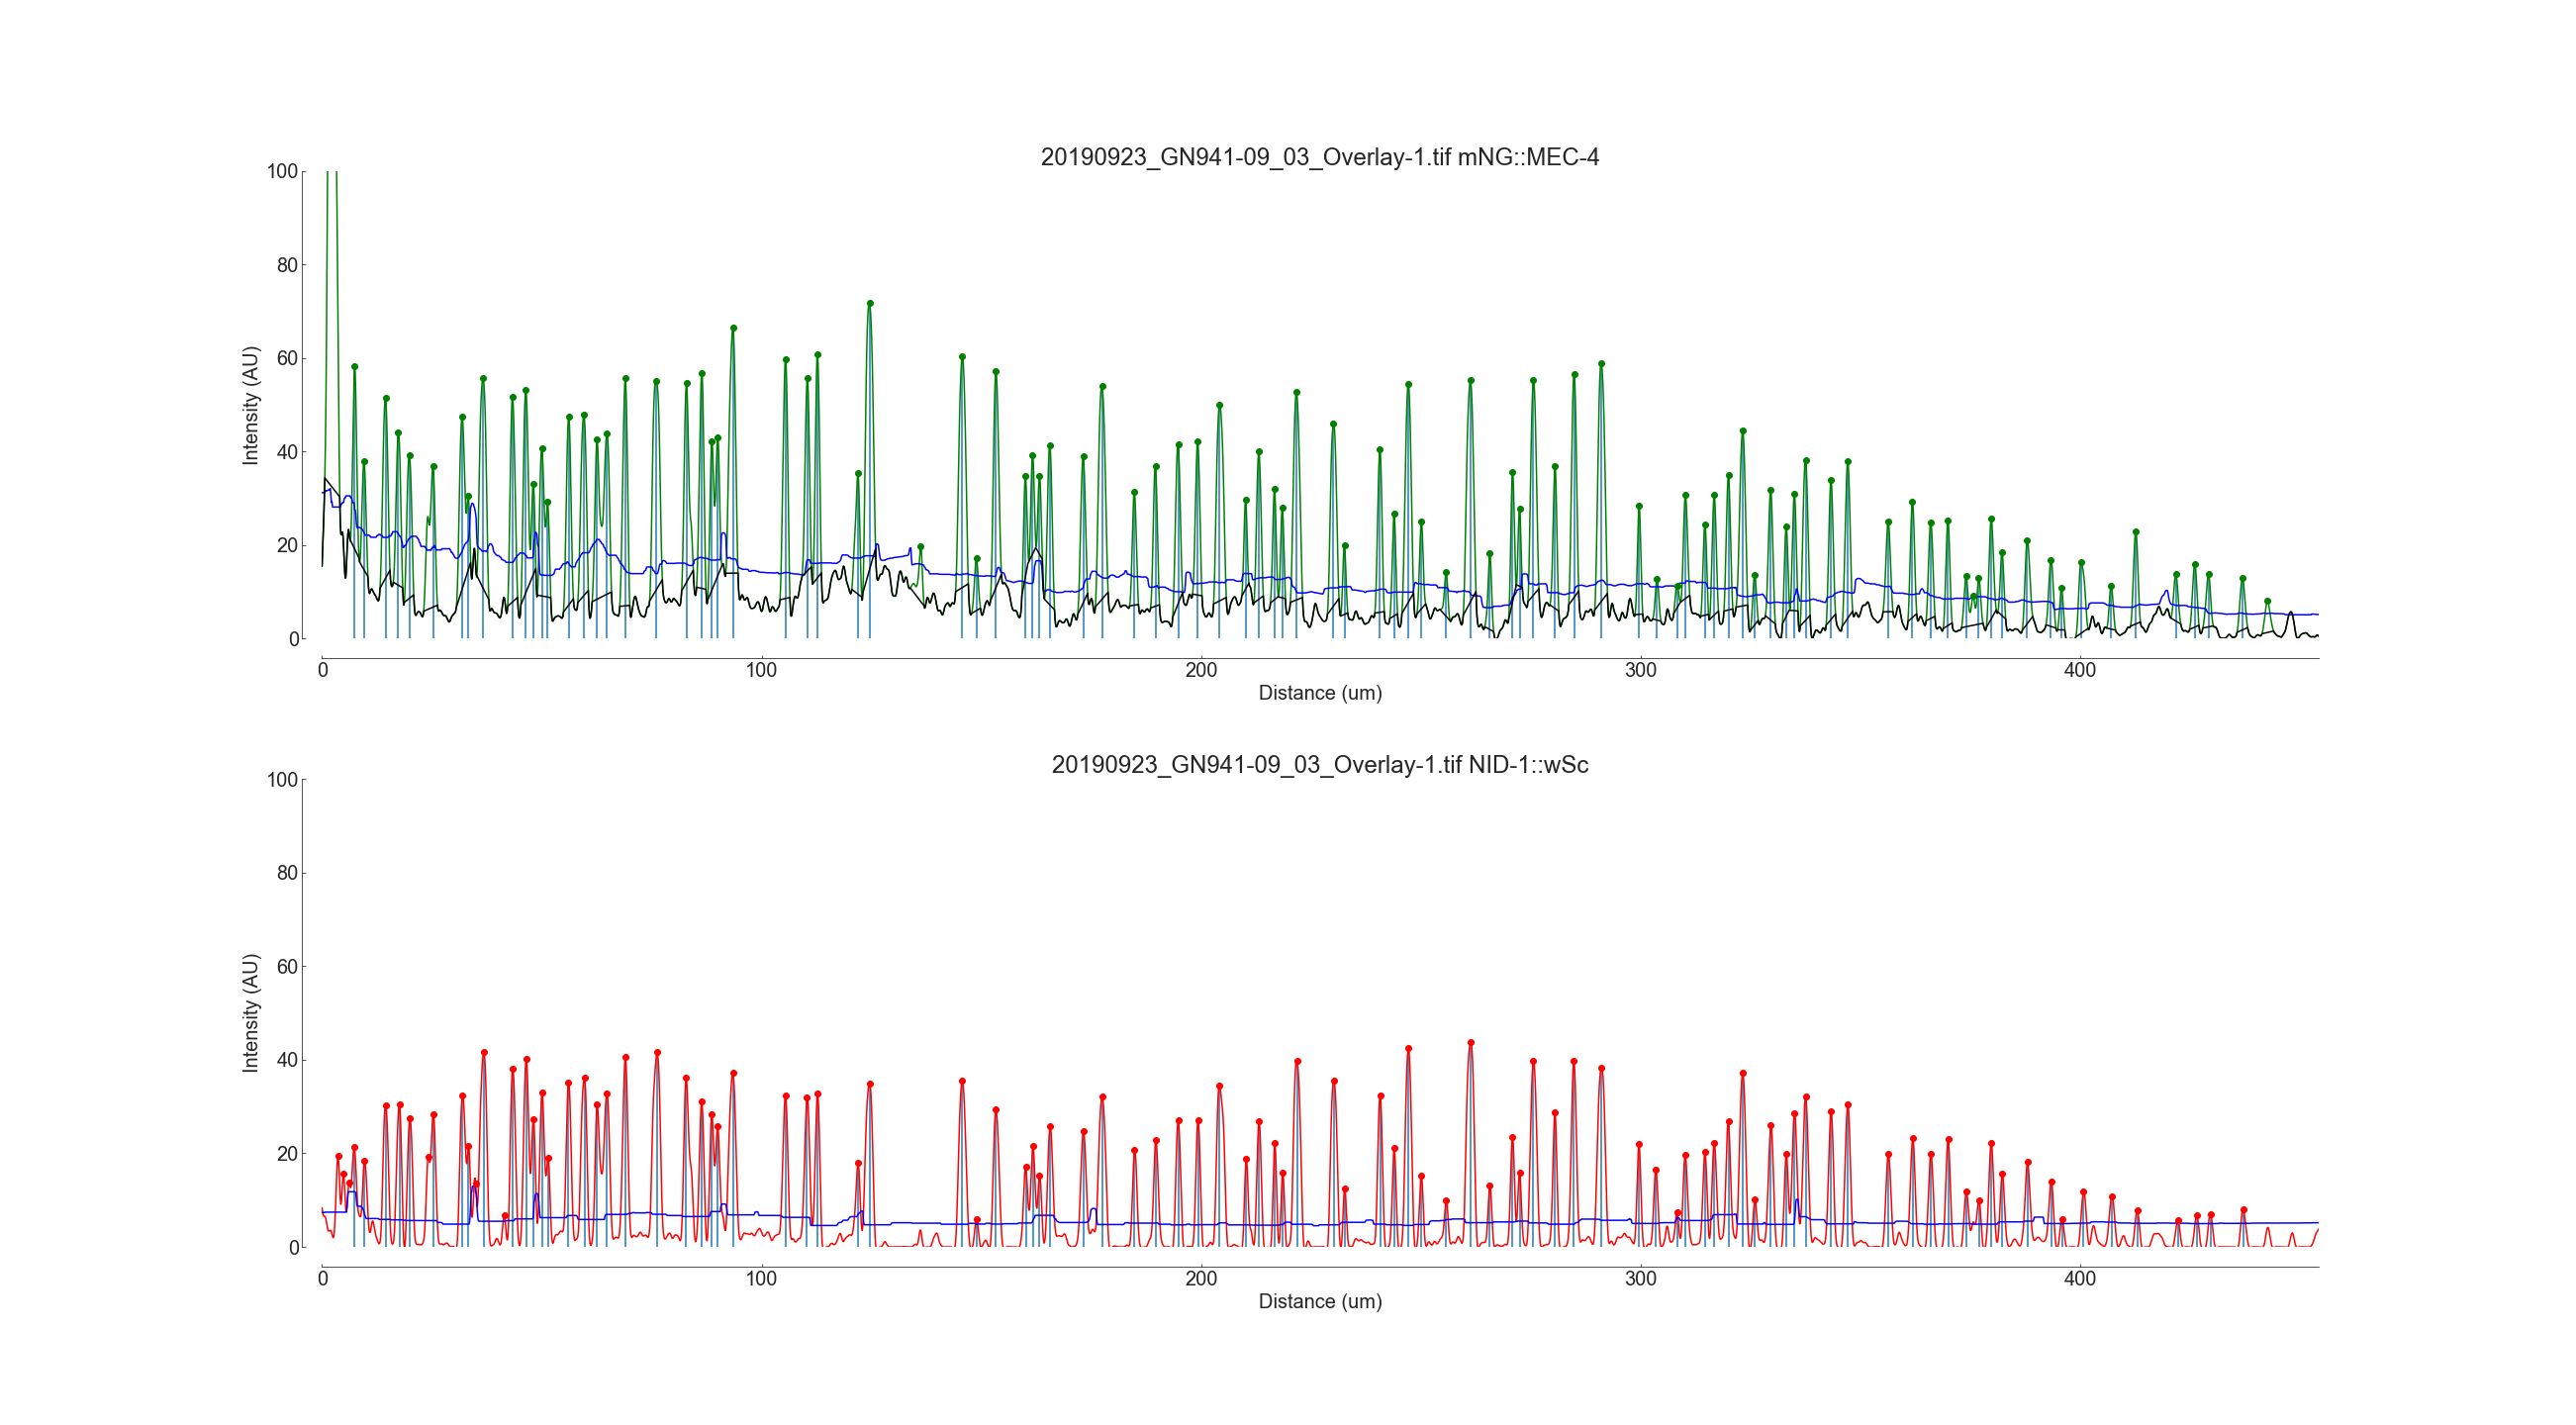 20190923_GN941-09_03_Overlay-1.tif mNG::MEC-4
100
80
60
40
20
0
Intensity (AU)
0 100 200 300 400
Distance (um)
20190923_GN941-09_03_Overlay-1.tif NID-1::wSc
100
80
60
40
20
0
Intensity (AU)
0 100 200 300 400
Distance (um)